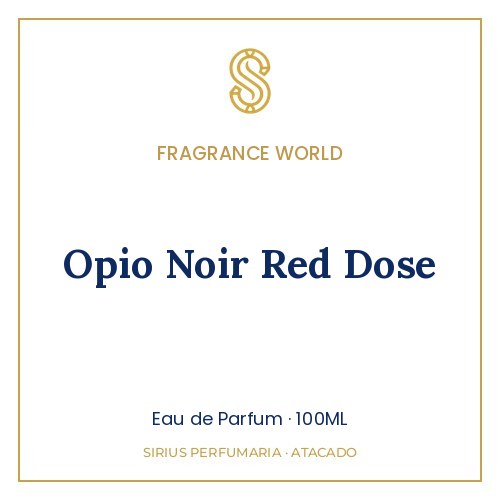 FRAGRANCE WORLD
Opio Noir Red Dose
Eau de Parfum · 100ML
SIRIUS PERFUMARIA · ATACADO